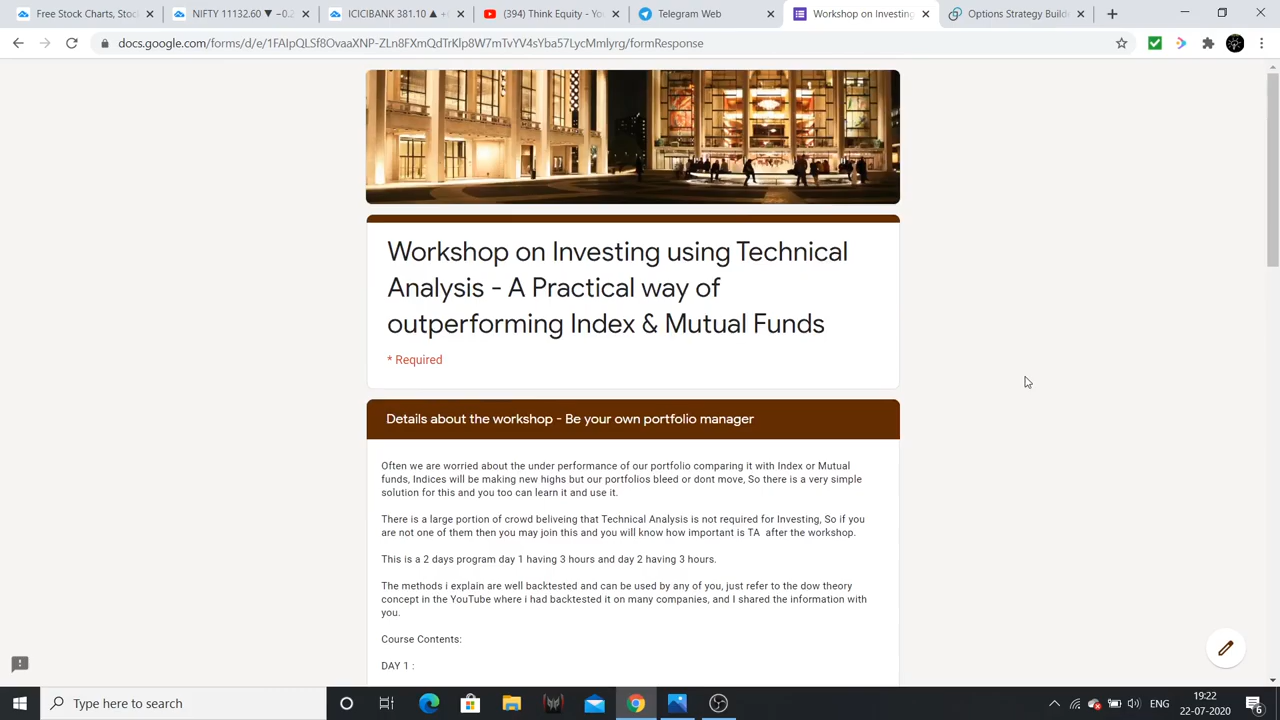 Free Stock Charts, Stoc
NIFTY 11132.60 ▼ −0.2
ICICIBANK 381.10 ▲ +
(394) Think Equity - Yo
Telegram Web
Workshop on Investing
Options Strategy Build
docs.google.com/forms/d/e/1FAIpQLSf8OvaaXNP-ZLn8FXmQdTMp8W7mTvYV4sYba57LycMmlyrg/formResponse
Workshop on Investing using Technical
Analysis - A Practical way of
outperforming Index & Mutual Funds
* Required
Details about the workshop - Be your own portfolio manager
Often we are worried about the under performance of our portfolio comparing it with Index or Mutual
funds, Indices will be making new highs but our portfolios bleed or dont move, So there is a very simple
solution for this and you too can learn it and use it.
There is a large portion of crowd beliveing that Technical Analysis is not required for Investing, So if you
are not one of them then you may join this and you will know how important is TA after the workshop.
This is a 2 days program day 1 having 3 hours and day 2 having 3 hours.
The methods i explain are well backtested and can be used by any of you, just refer to the dow theory
concept in the YouTube where i had backtested it on many companies, and I shared the information with
you.
Course Contents:
DAY 1 :
Type here to search
ENG
19:22
22-07-2020
6